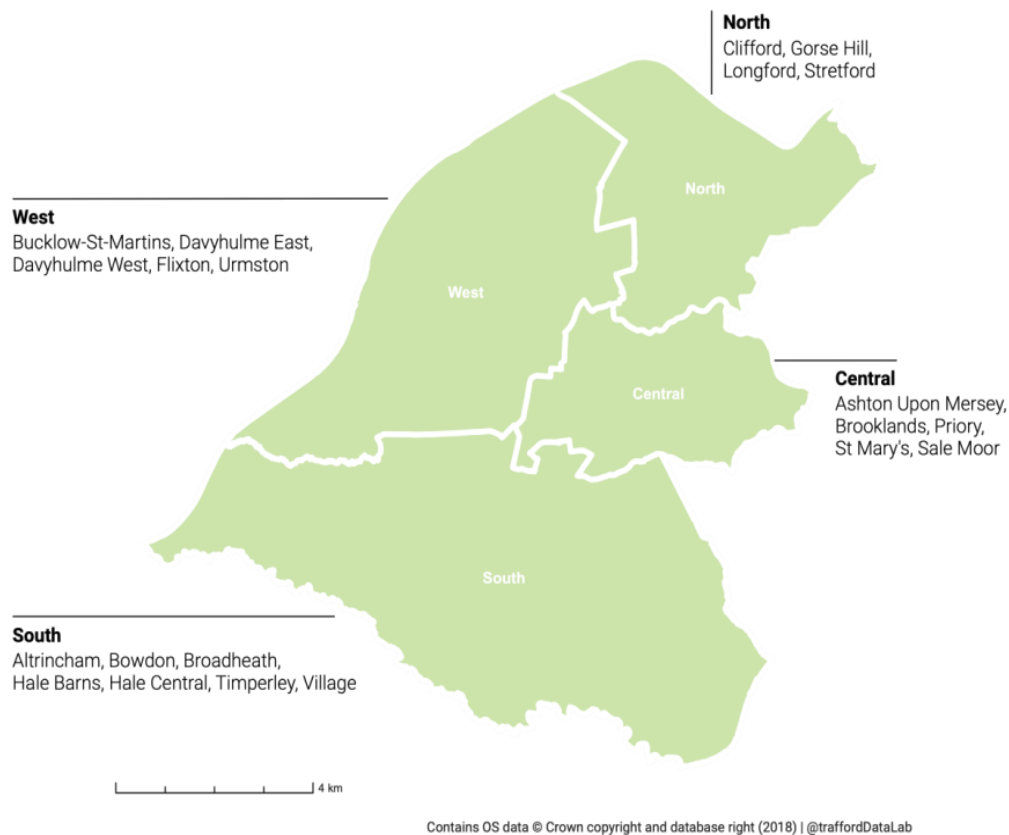 North
Clifford, Gorse Hill,
Longford, Stretford
North
West
Bucklow-St-Martins, Davyhulme East,
Davyhulme West, Flixton, Urmston
West
Central
Central
Ashton Upon Mersey,
Brooklands, Priory,
St Mary's, Sale Moor
South
South
Altrincham, Bowdon, Broadheath,
Hale Barns, Hale Central, Timperley, Village
4 km
Contains OS data © Crown copyright and database right (2018) | @traffordDataLab